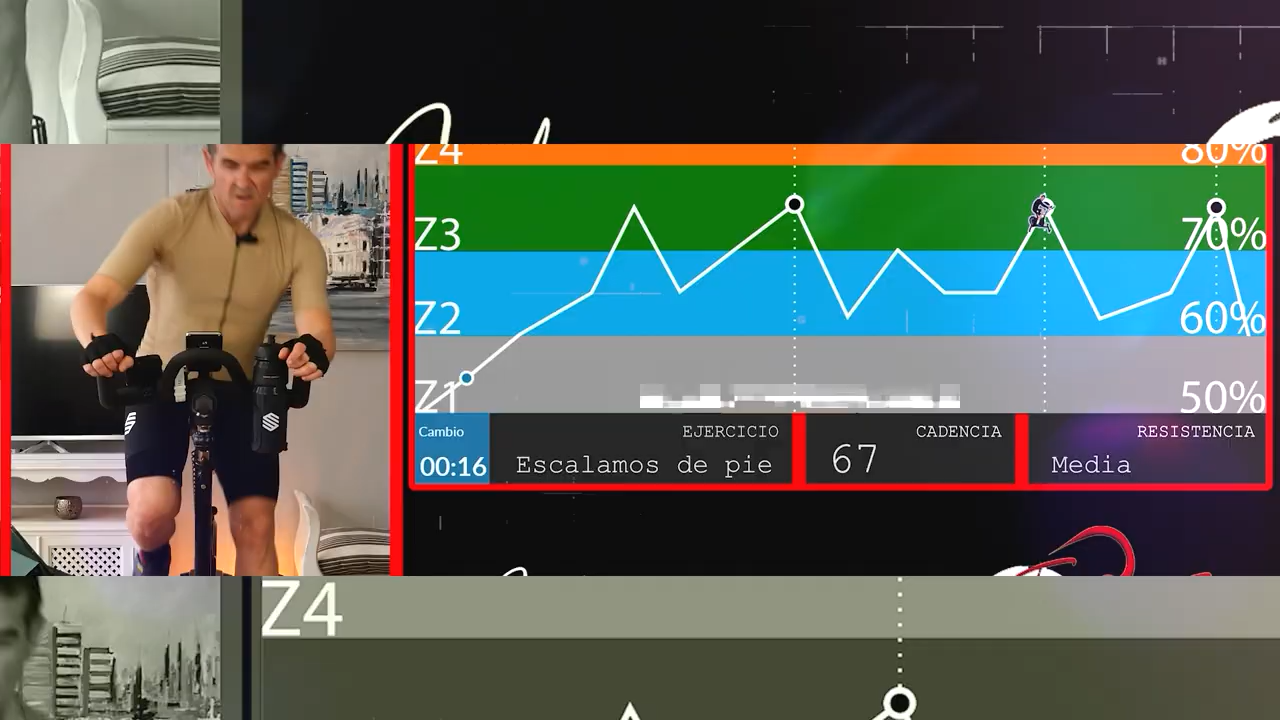 Z4 80%
Z3 70%
Z2 60%
Z1 50%
Cambio EJERCICIO CADENCIA RESISTENCIA
00:16 Escalamos de pie 67 Media
Z4